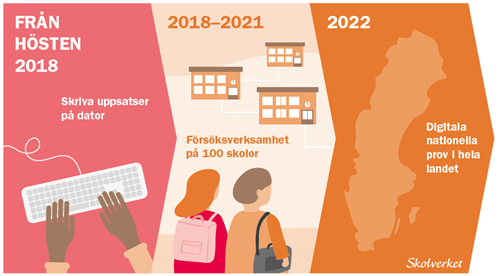 FRÅN
HÖSTEN
2018
Skriva uppsatser
på dator
2018–2021
Försöksverksamhet
på 100 skolor
2022
Digitala
nationella
prov i hela
landet
Skolverket